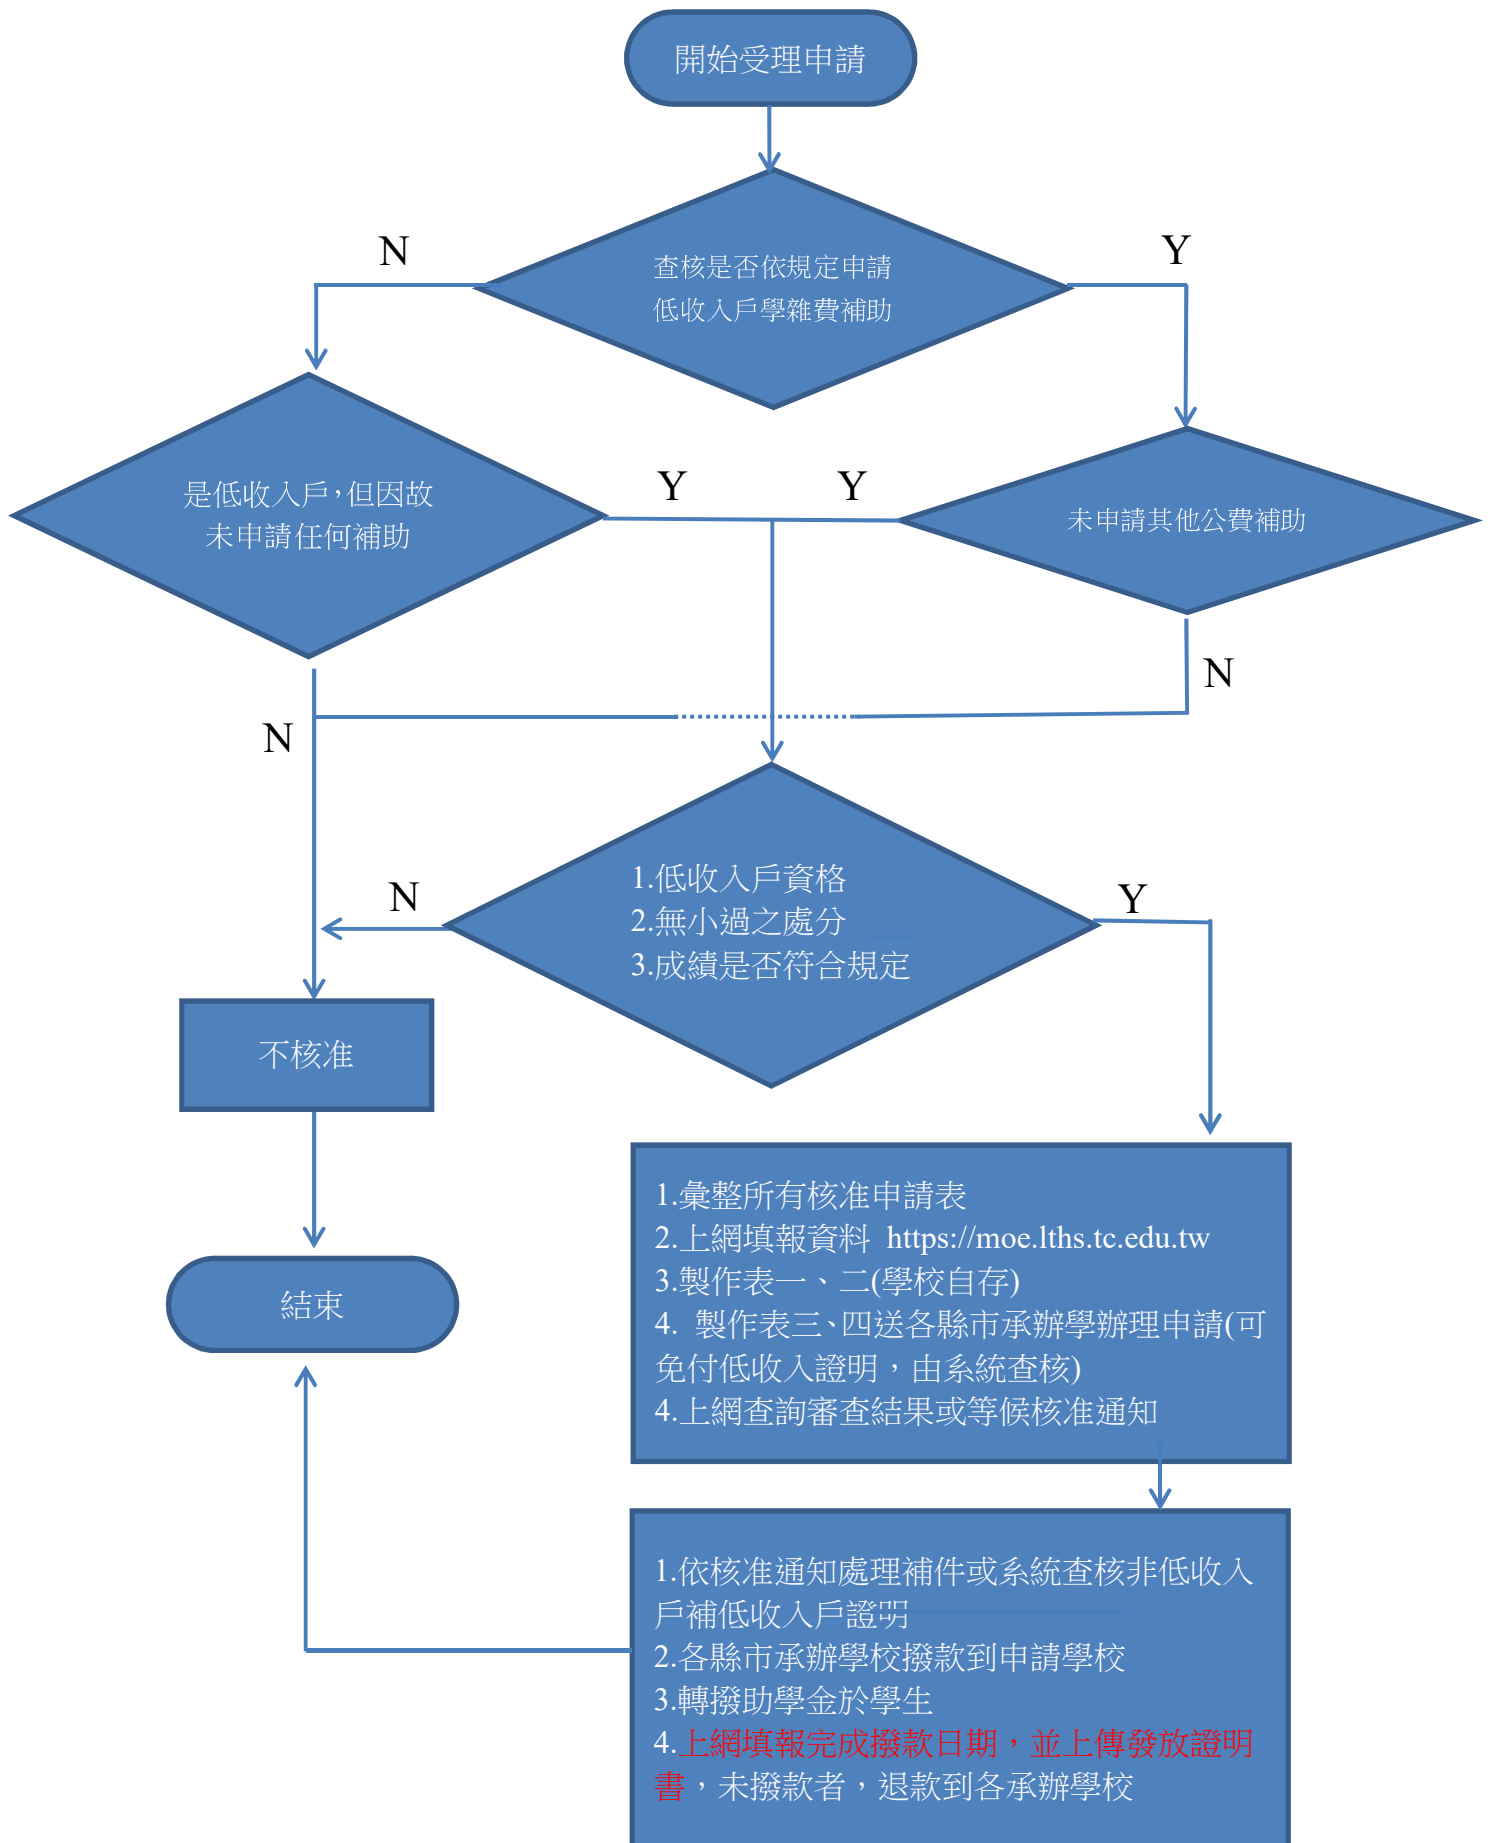 開始受理申請
N
Y
查核是否依規定申請
低收入戶學雜費補助
是低收入戶，但因故
未申請任何補助
Y
Y
未申請其他公費補助
N
N
1.低收入戶資格
2.無小過之處分
3.成績是否符合規定
N
Y
不核准
1.彙整所有核准申請表
2.上網填報資料 https://moe.lths.tc.edu.tw
3.製作表一、二(學校自存)
4. 製作表三、四送各縣市承辦學辦理申請(可
免付低收入證明，由系統查核)
4.上網查詢審查結果或等候核准通知
結束
1.依核准通知處理補件或系統查核非低收入
戶補低收入戶證明
2.各縣市承辦學校撥款到申請學校
3.轉撥助學金於學生
4.上網填報完成撥款日期，並上傳發放證明
書，未撥款者，退款到各承辦學校